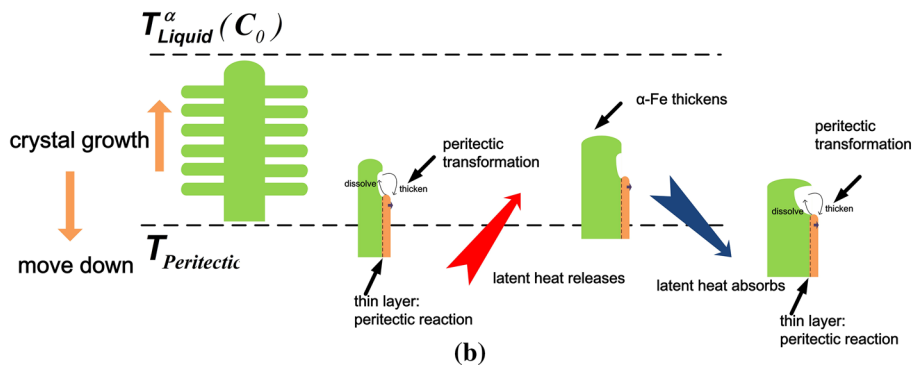 T^α_Liquid (C_0)
crystal growth
move down
T_Peritectic
dissolve
thicken
peritectic
transformation
thin layer:
peritectic reaction
latent heat releases
α-Fe thickens
latent heat absorbs
peritectic
transformation
dissolve
thicken
thin layer:
peritectic reaction
(b)